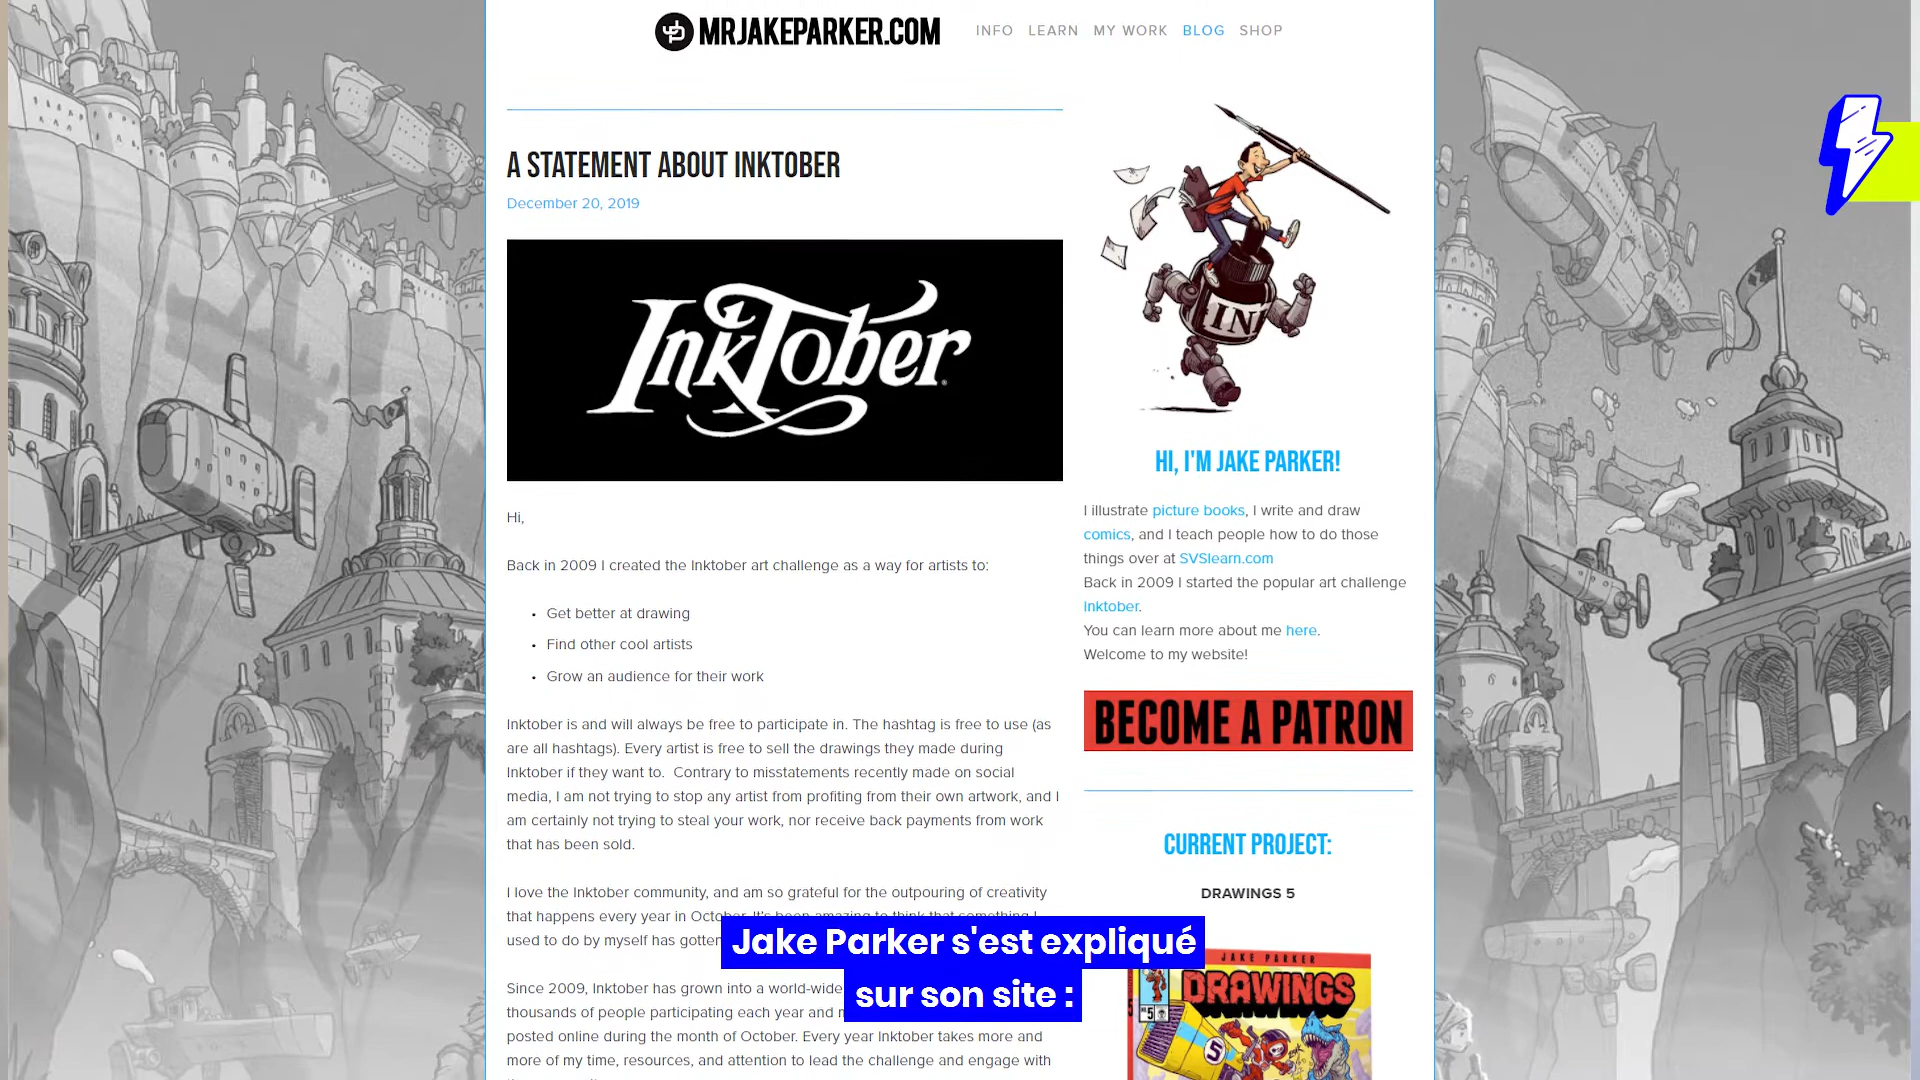 MRJAKEPARKER.COM
INFO LEARN MY WORK BLOG SHOP
A STATEMENT ABOUT INKTOBER
December 20, 2019
InkTober
Hi,
Back in 2009 I created the Inktober art challenge as a way for artists to:
• Get better at drawing
• Find other cool artists
• Grow an audience for their work
Inktober is and will always be free to participate in. The hashtag is free to use (as
are all hashtags). Every artist is free to sell the drawings they made during
Inktober if they want to. Contrary to misstatements recently made on social
media, I am not trying to stop any artist from profiting from their own artwork, and I
am certainly not trying to steal your work, nor receive back payments from work
that has been sold.
I love the Inktober community, and am so grateful for the outpouring of creativity
that happens every year in October. It's been amazing to think that something I
used to do by myself has gotten
Since 2009, Inktober has grown into a world-wide
thousands of people participating each year and
posted online during the month of October. Every year Inktober takes more and
more of my time, resources, and attention to lead the challenge and engage with
INK
HI, I'M JAKE PARKER!
I illustrate picture books, I write and draw
comics, and I teach people how to do those
things over at SVSlearn.com
Back in 2009 I started the popular art challenge
Inktober.
You can learn more about me here.
Welcome to my website!
BECOME A PATRON
CURRENT PROJECT:
DRAWINGS 5
JAKE PARKER
DRAWINGS
5
5
Jake Parker s'est expliqué
sur son site :